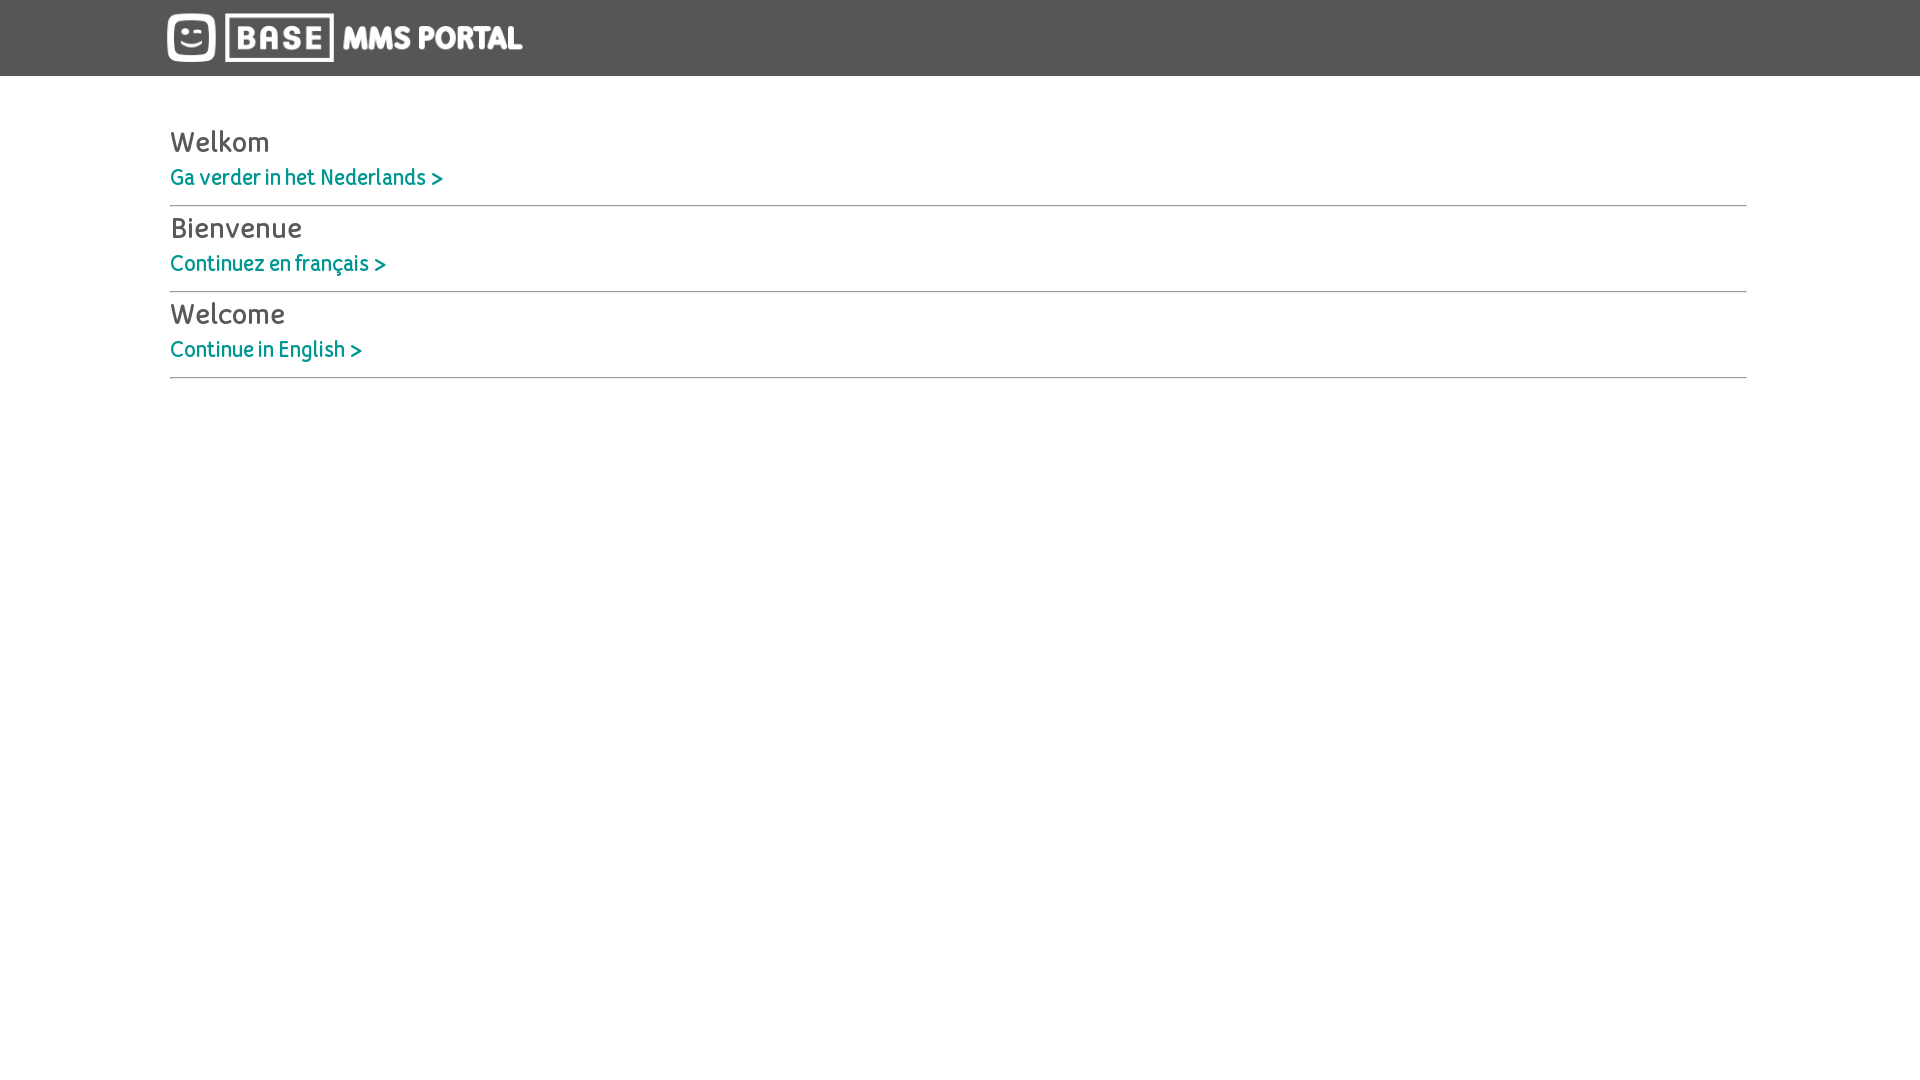 BASE MMS PORTAL
Welkom
Ga verder in het Nederlands >
Bienvenue
Continuez en français >
Welcome
Continue in English >